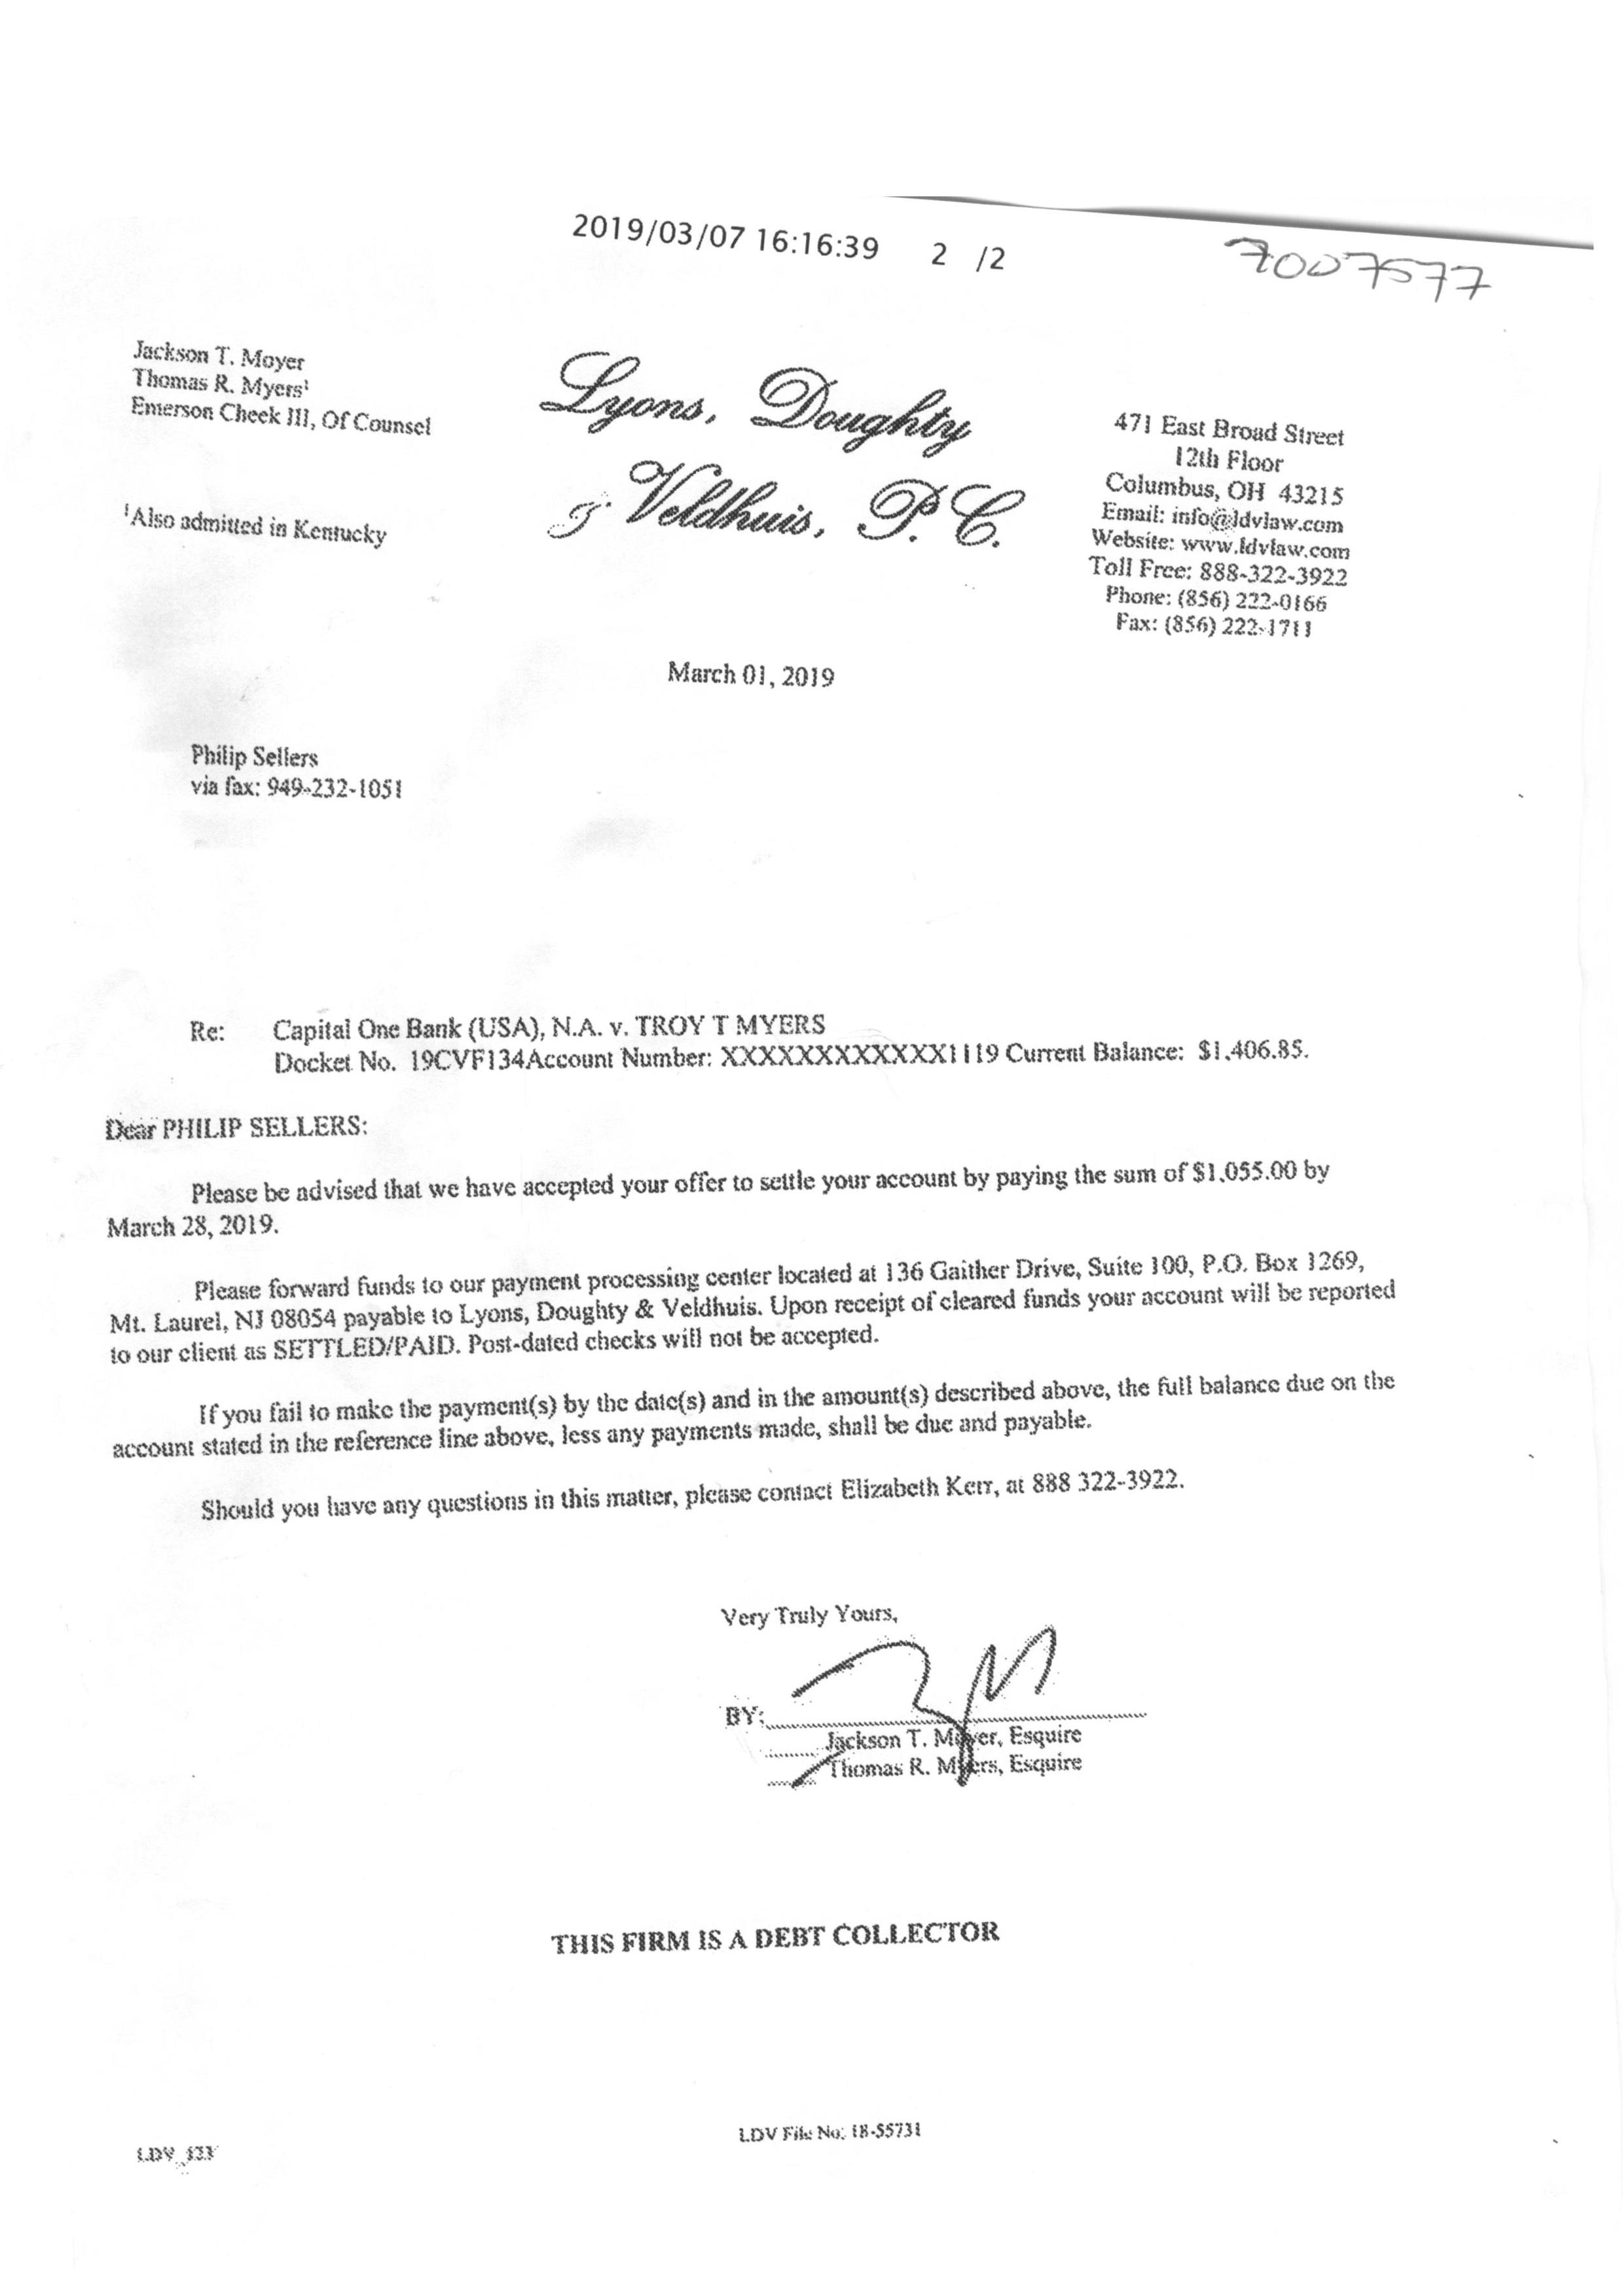 2019/03/07 16:16:39 2 /2
7007577
Jackson T. Moyer
Thomas R. Myers¹
Emerson Cheek III, Of Counsel
¹Also admitted in Kentucky
Lyons, Doughty
& Veldhuis, P.C.
471 East Broad Street
12th Floor
Columbus, OH 43215
Email: info@ldvlaw.com
Website: www.ldvlaw.com
Toll Free: 888-322-3922
Phone: (856) 222-0166
Fax: (856) 222-1711
March 01, 2019
Philip Sellers
via fax: 949-232-1051
Re: Capital One Bank (USA), N.A. v. TROY T MYERS
Docket No. 19CVF134Account Number: XXXXXXXXXXXXX1119 Current Balance: $1,406.85.
Dear PHILIP SELLERS:
Please be advised that we have accepted your offer to settle your account by paying the sum of $1,055.00 by
March 28, 2019.
Please forward funds to our payment processing center located at 136 Gaither Drive, Suite 100, P.O. Box 1269,
Mt. Laurel, NJ 08054 payable to Lyons, Doughty & Veldhuis. Upon receipt of cleared funds your account will be reported
to our client as SETTLED/PAID. Post-dated checks will not be accepted.
If you fail to make the payment(s) by the date(s) and in the amount(s) described above, the full balance due on the
account stated in the reference line above, less any payments made, shall be due and payable.
Should you have any questions in this matter, please contact Elizabeth Kerr, at 888 322-3922.
Very Truly Yours,
BY:
Jackson T. Moyer, Esquire
Thomas R. Myers, Esquire
THIS FIRM IS A DEBT COLLECTOR
LDV File No: 18-55731
LDV_123